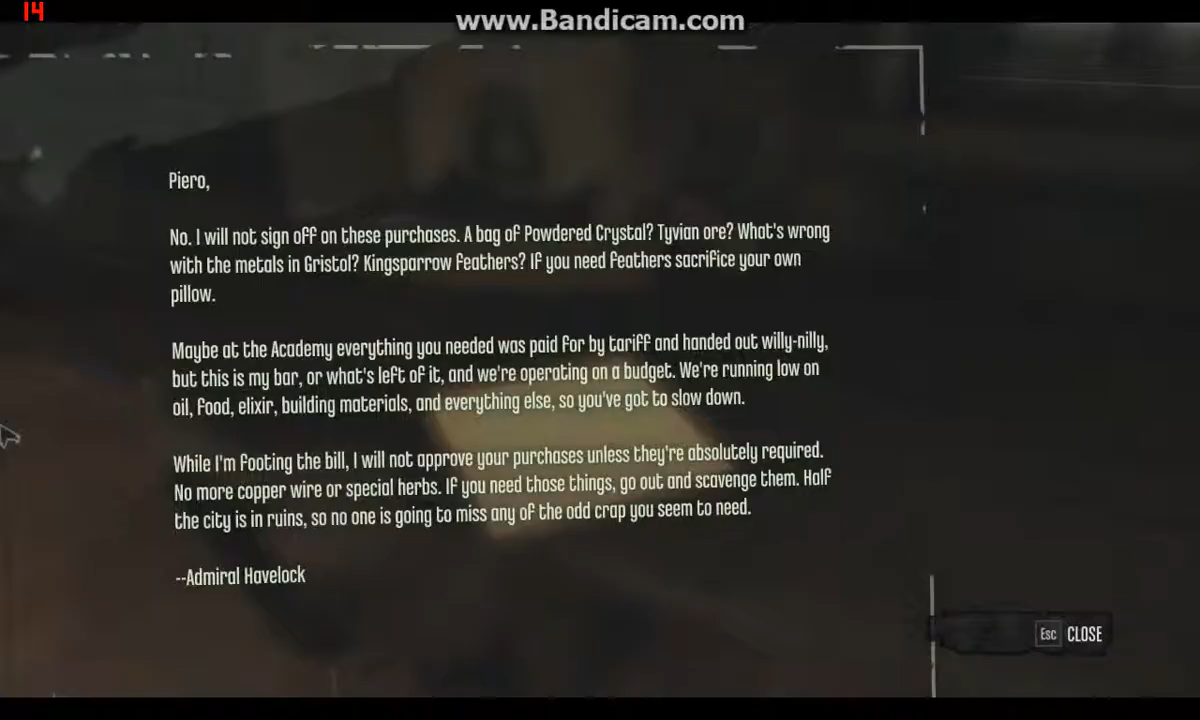 14
www.Bandicam.com
Piero,
No. I will not sign off on these purchases. A bag of Powdered Crystal? Tyvian ore? What's wrong
with the metals in Gristol? Kingsparrow feathers? If you need feathers sacrifice your own
pillow.
Maybe at the Academy everything you needed was paid for by tariff and handed out willy-nilly,
but this is my bar, or what's left of it, and we're operating on a budget. We're running low on
oil, food, elixir, building materials, and everything else, so you've got to slow down.
While I'm footing the bill, I will not approve your purchases unless they're absolutely required.
No more copper wire or special herbs. If you need those things, go out and scavenge them. Half
the city is in ruins, so no one is going to miss any of the odd crap you seem to need.
--Admiral Havelock
Esc CLOSE